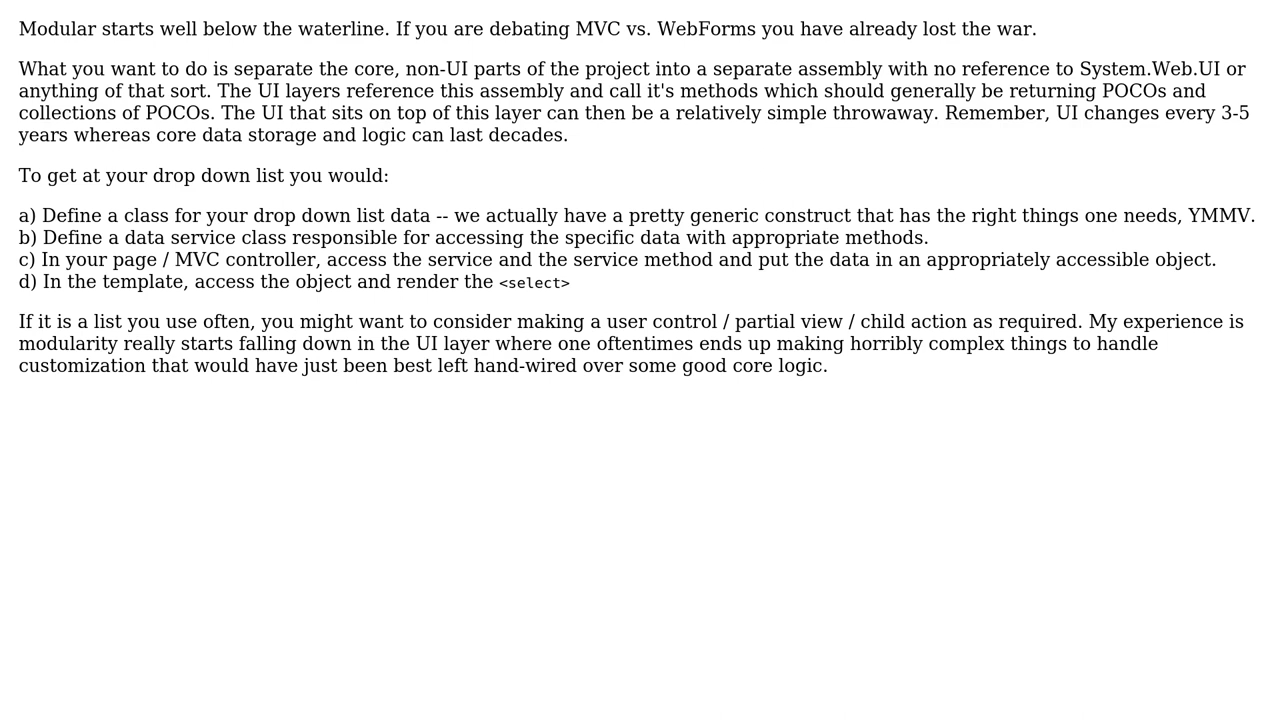 Modular starts well below the waterline. If you are debating MVC vs. WebForms you have already lost the war.
What you want to do is separate the core, non-UI parts of the project into a separate assembly with no reference to System.Web.UI or
anything of that sort. The UI layers reference this assembly and call it's methods which should generally be returning POCOs and
collections of POCOs. The UI that sits on top of this layer can then be a relatively simple throwaway. Remember, UI changes every 3-5
years whereas core data storage and logic can last decades.
To get at your drop down list you would:
a) Define a class for your drop down list data -- we actually have a pretty generic construct that has the right things one needs, YMMV.
b) Define a data service class responsible for accessing the specific data with appropriate methods.
c) In your page / MVC controller, access the service and the service method and put the data in an appropriately accessible object.
d) In the template, access the object and render the <select>
If it is a list you use often, you might want to consider making a user control / partial view / child action as required. My experience is
modularity really starts falling down in the UI layer where one oftentimes ends up making horribly complex things to handle
customization that would have just been best left hand-wired over some good core logic.